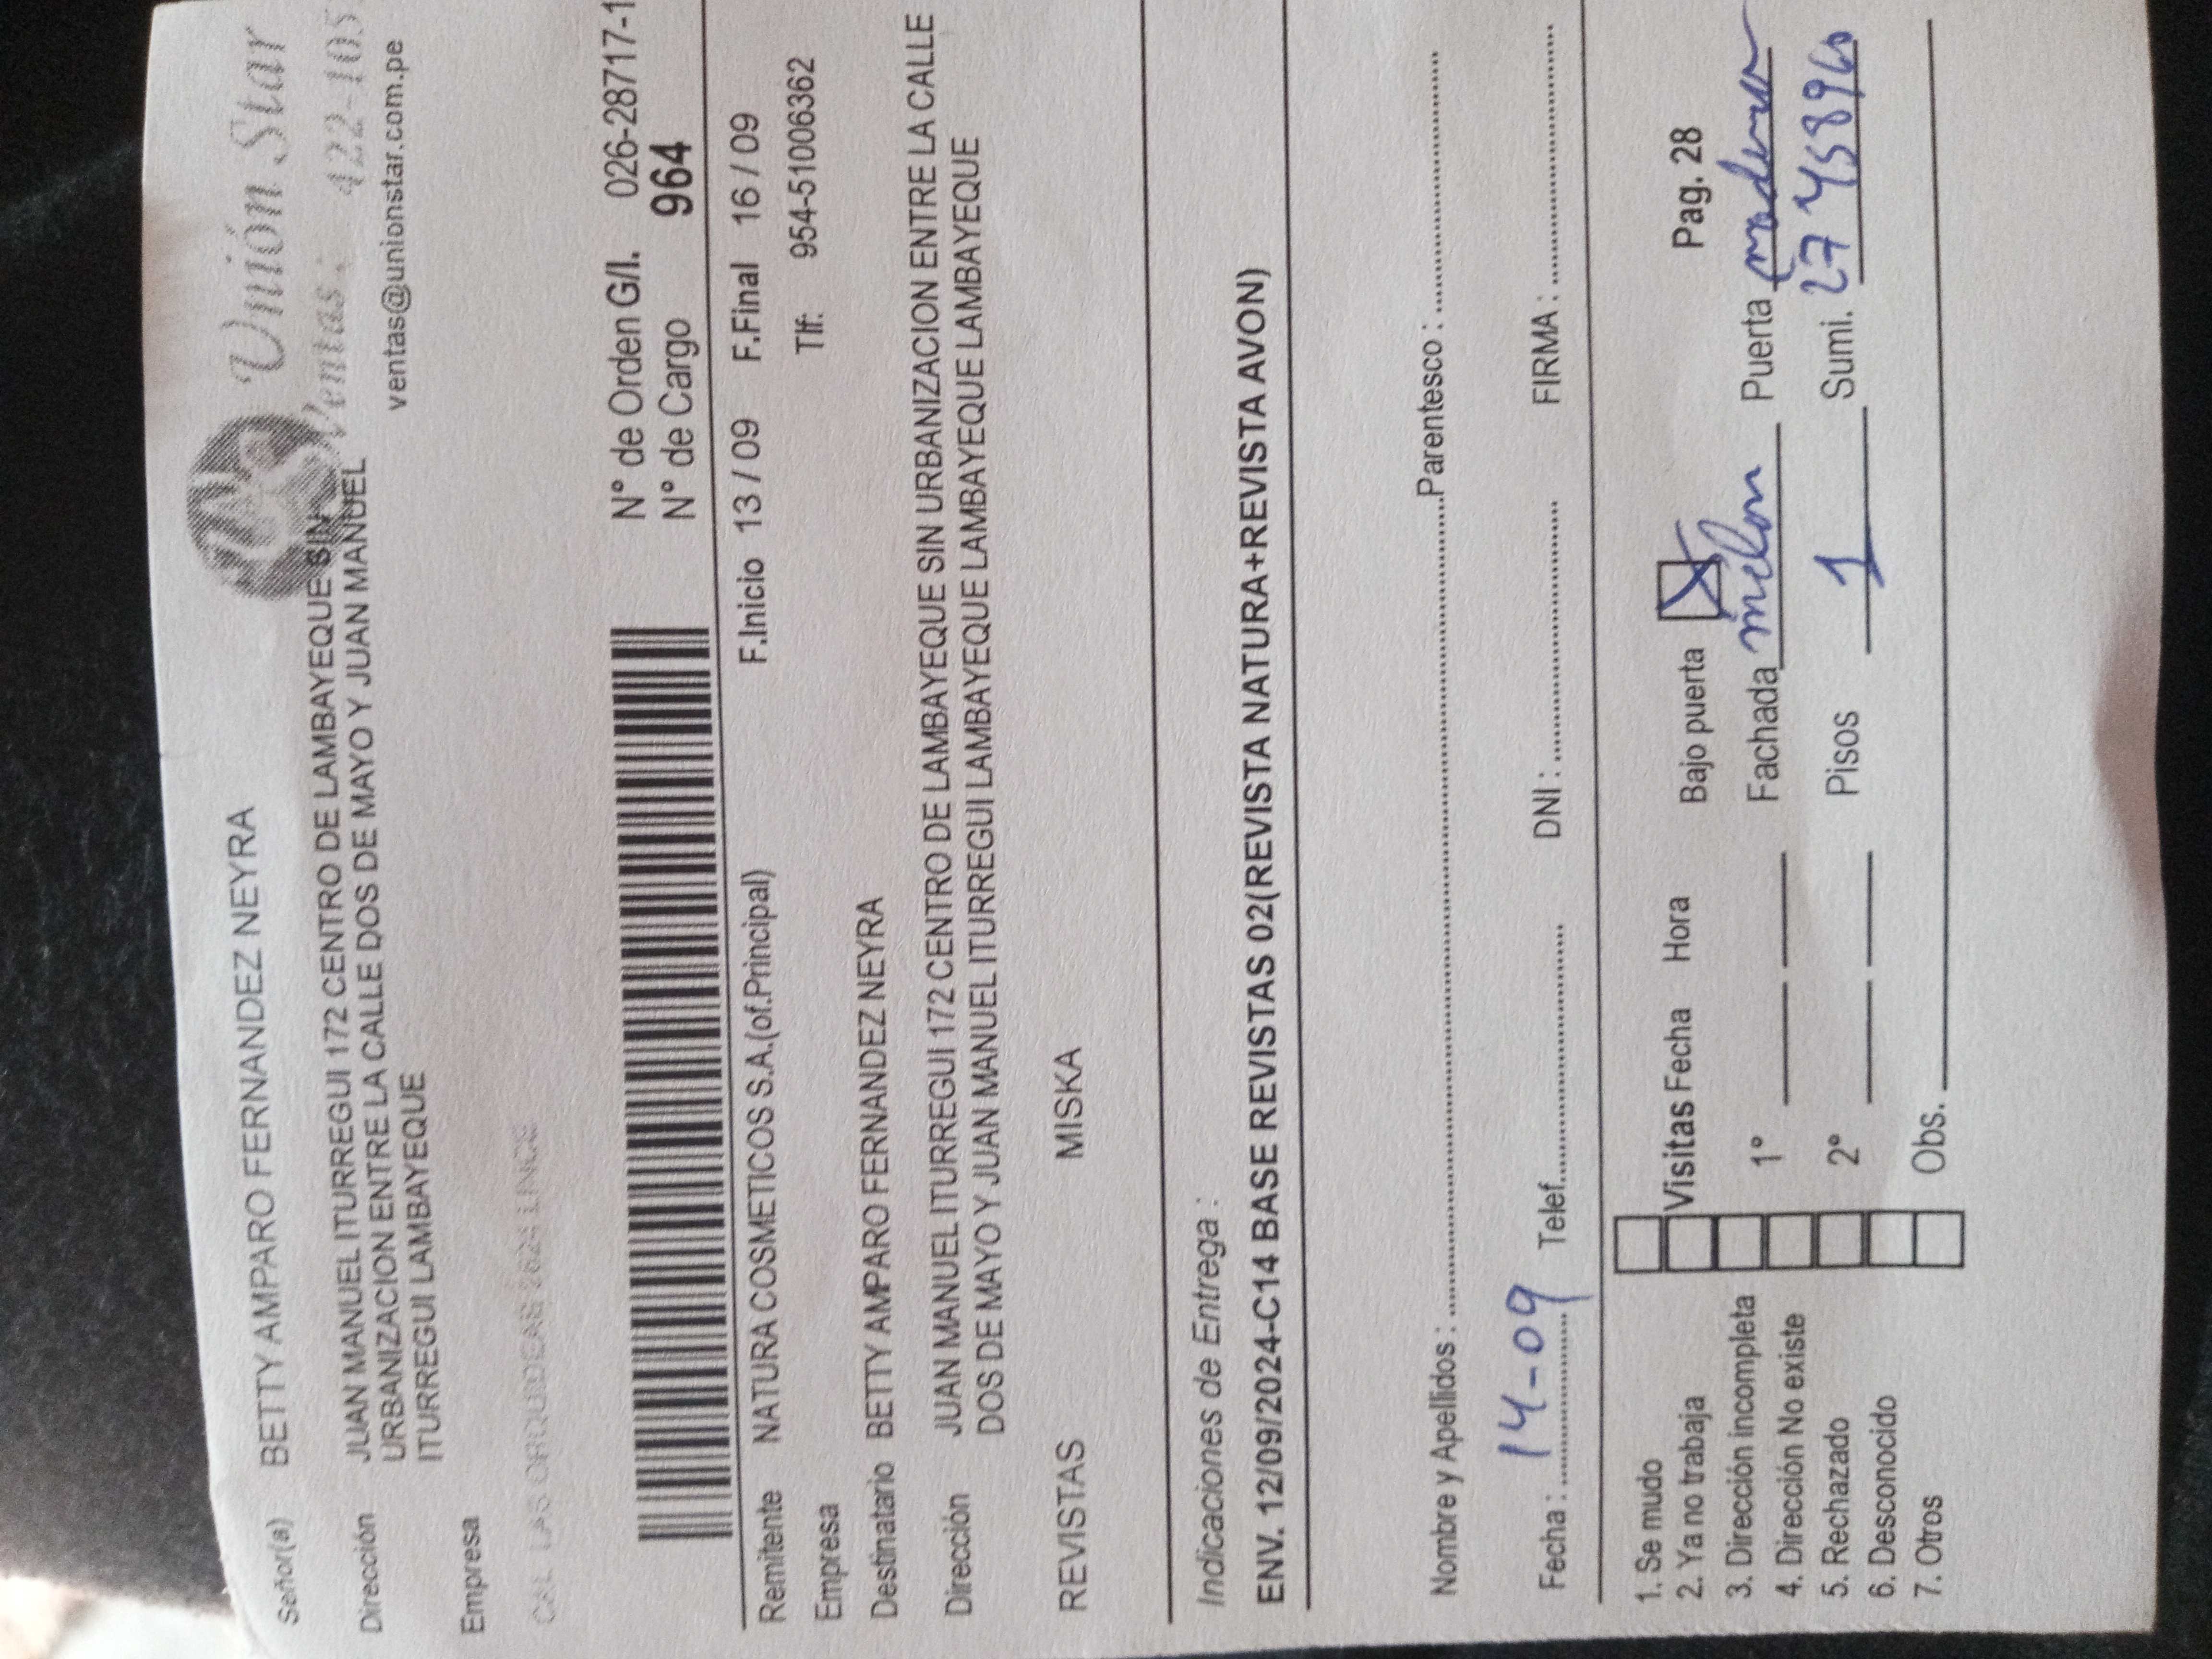 Señor(a) BETTY AMPARO FERNANDEZ NEYRA
Unión Star
Ventas: 422-105
ventas@unionstar.com.pe
Dirección JUAN MANUEL ITURREGUI 172 CENTRO DE LAMBAYEQUE SIN
URBANIZACION ENTRE LA CALLE DOS DE MAYO Y JUAN MANUEL
ITURREGUI LAMBAYEQUE
Empresa
CAL. LAS ORQUIDEAS 2624 LINCE
N° de Orden G/I. 026-28717-1
N° de Cargo 964
Remitente NATURA COSMETICOS S.A.(of.Principal) F.Inicio 13 / 09 F.Final 16 / 09
Empresa Tlf: 954-51006362
Destinatario BETTY AMPARO FERNANDEZ NEYRA
Dirección JUAN MANUEL ITURREGUI 172 CENTRO DE LAMBAYEQUE SIN URBANIZACION ENTRE LA CALLE
DOS DE MAYO Y JUAN MANUEL ITURREGUI LAMBAYEQUE LAMBAYEQUE LAMBAYEQUE
REVISTAS MISKA
Indicaciones de Entrega :
ENV. 12/09/2024-C14 BASE REVISTAS 02(REVISTA NATURA+REVISTA AVON)
Nombre y Apellidos : Parentesco :
Fecha : 14-09 Telef. DNI : FIRMA :
1. Se mudo Visitas Fecha Hora Bajo puerta X Pag. 28
2. Ya no trabaja
3. Dirección incompleta 1° Fachada melon Puerta madera
4. Dirección No existe
5. Rechazado 2° Pisos 1 Sumi.
6. Desconocido
7. Otros Obs.